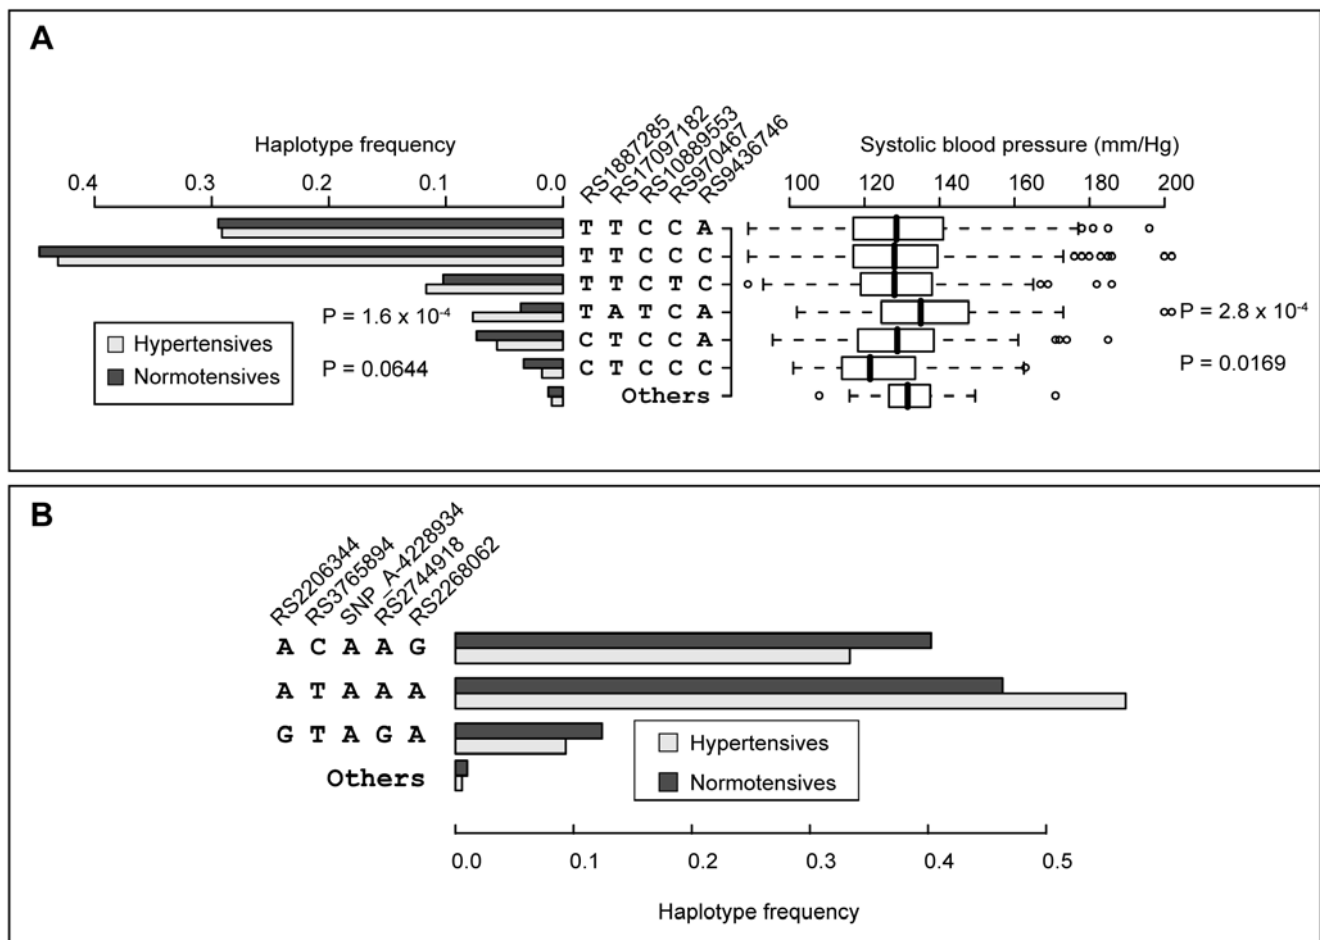 A
Haplotype frequency
0.4 0.3 0.2 0.1 0.0
RS1887285
RS17097182
RS10889553
RS970467
RS9436746
Systolic blood pressure (mm/Hg)
100 120 140 160 180 200
T T C C A
T T C C C
T T C T C
P = 1.6 x 10-4 T A T C A P = 2.8 x 10-4
Hypertensives
Normotensives
C T C C A
P = 0.0644 C T C C C P = 0.0169
Others
B
RS2206344
RS3765894
SNP_A-4228934
RS2744918
RS2268062
A C A A G
A T A A A
G T A G A
Others
Hypertensives
Normotensives
0.0 0.1 0.2 0.3 0.4 0.5
Haplotype frequency